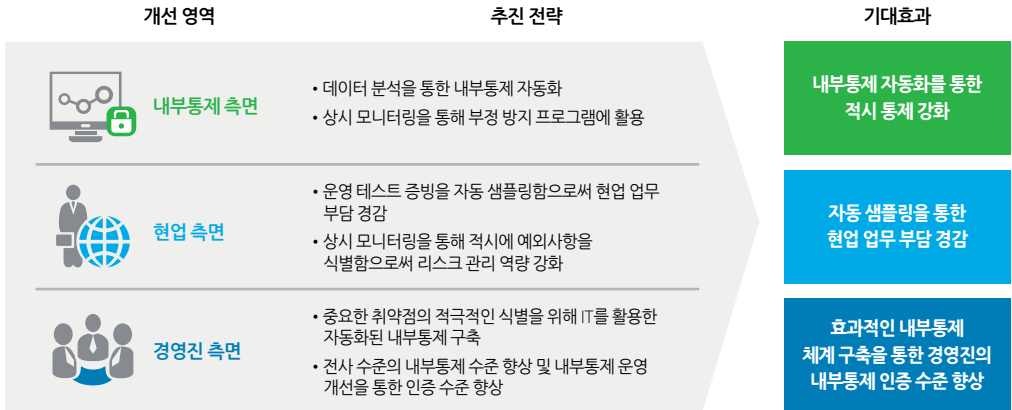 개선 영역
추진 전략
기대효과
내부통제 측면
• 데이터 분석을 통한 내부통제 자동화
• 상시 모니터링을 통해 부정 방지 프로그램에 활용
내부통제 자동화를 통한
적시 통제 강화
현업 측면
• 운영 테스트 증빙을 자동 샘플링함으로써 현업 업무
부담 경감
• 상시 모니터링을 통해 적시에 예외사항을
식별함으로써 리스크 관리 역량 강화
자동 샘플링을 통한
현업 업무 부담 경감
경영진 측면
• 중요한 취약점의 적극적인 식별을 위해 IT를 활용한
자동화된 내부통제 구축
• 전사 수준의 내부통제 수준 향상 및 내부통제 운영
개선을 통한 인증 수준 향상
효과적인 내부통제
체계 구축을 통한 경영진의
내부통제 인증 수준 향상